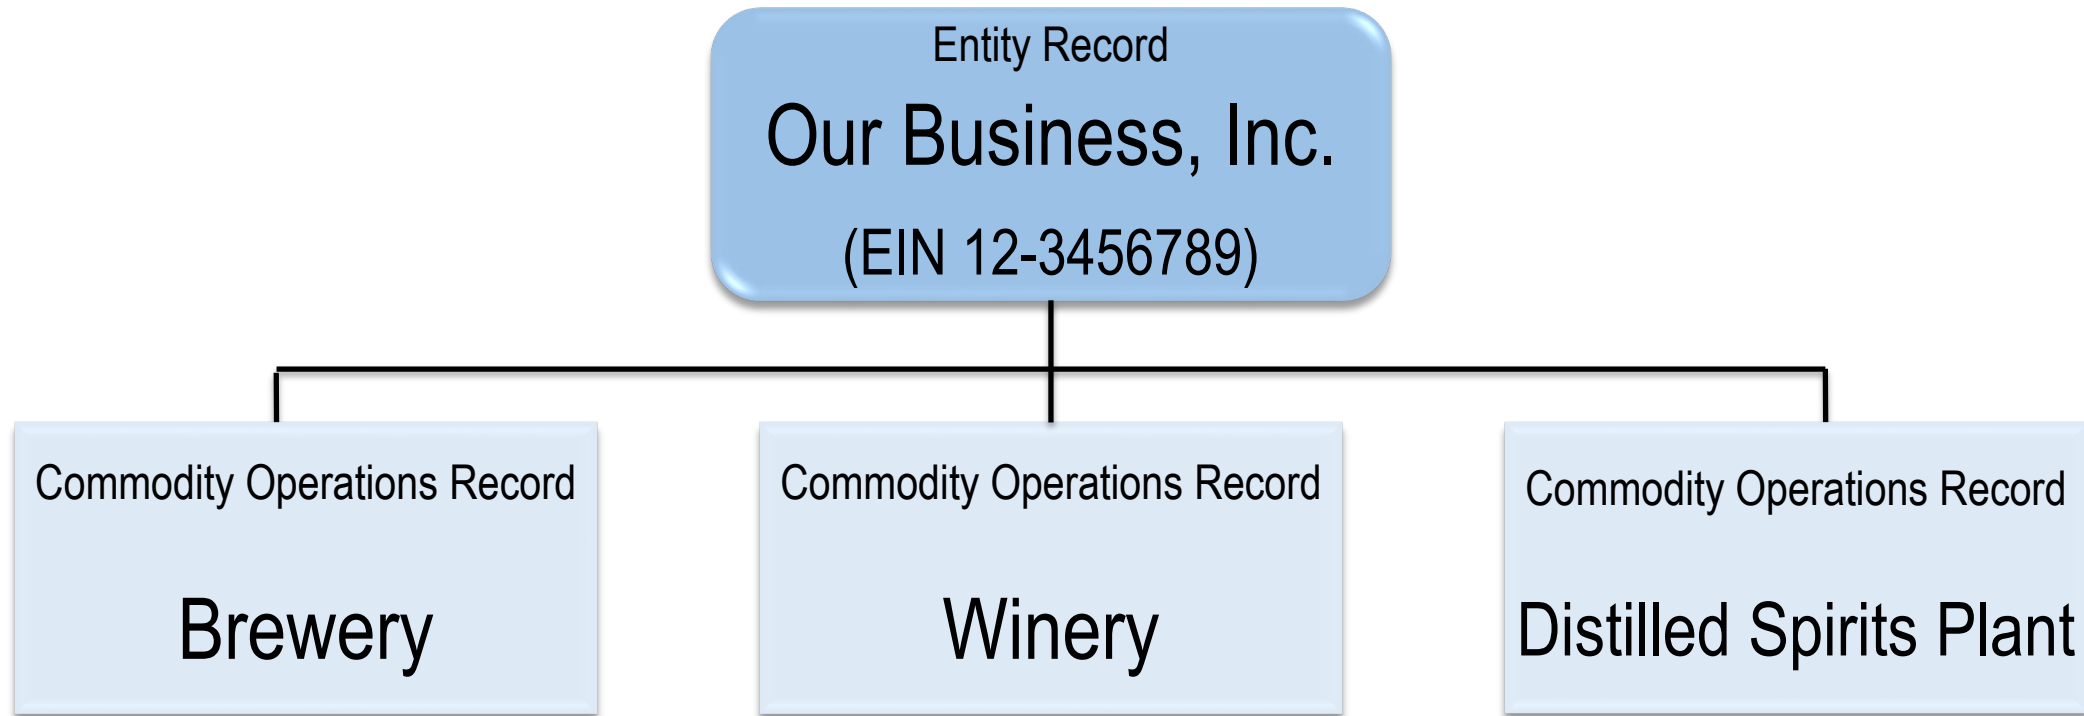 Entity Record
Our Business, Inc.
(EIN 12-3456789)
Commodity Operations Record
Brewery
Commodity Operations Record
Winery
Commodity Operations Record
Distilled Spirits Plant